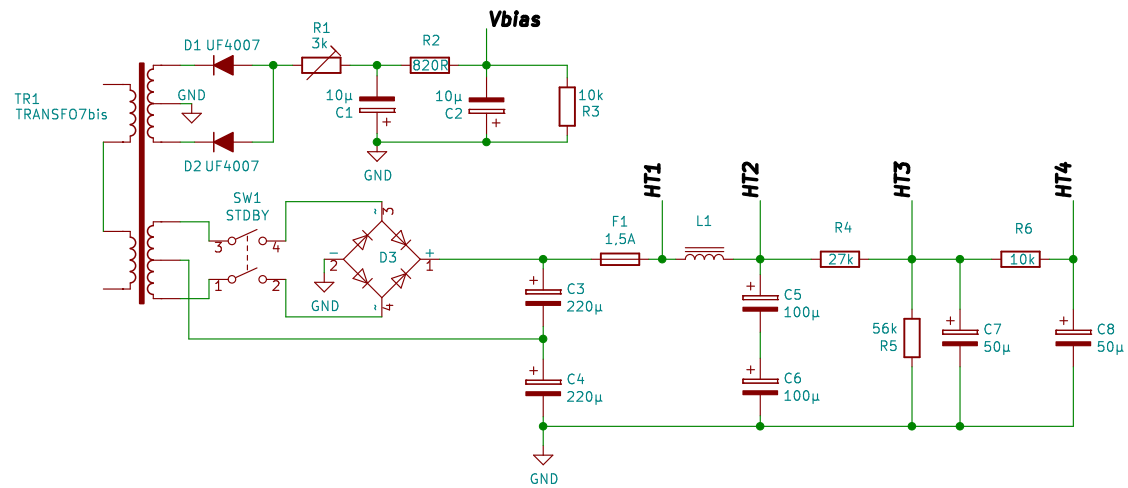 Vbias
R1
3k
D1 UF4007
R2
820R
TR1
TRANSFO7bis
GND
10µ
C1
+
10µ
C2
+
10k
R3
D2 UF4007
GND
HT1
HT2
HT3
HT4
SW1
STDBY
3
4
1
2
~
3
−
2
D3
+
1
~
4
GND
F1
1,5A
L1
R4
27k
R6
10k
+
C3
220µ
+
C5
100µ
56k
R5
+
C7
50µ
+
C8
50µ
+
C4
220µ
+
C6
100µ
GND